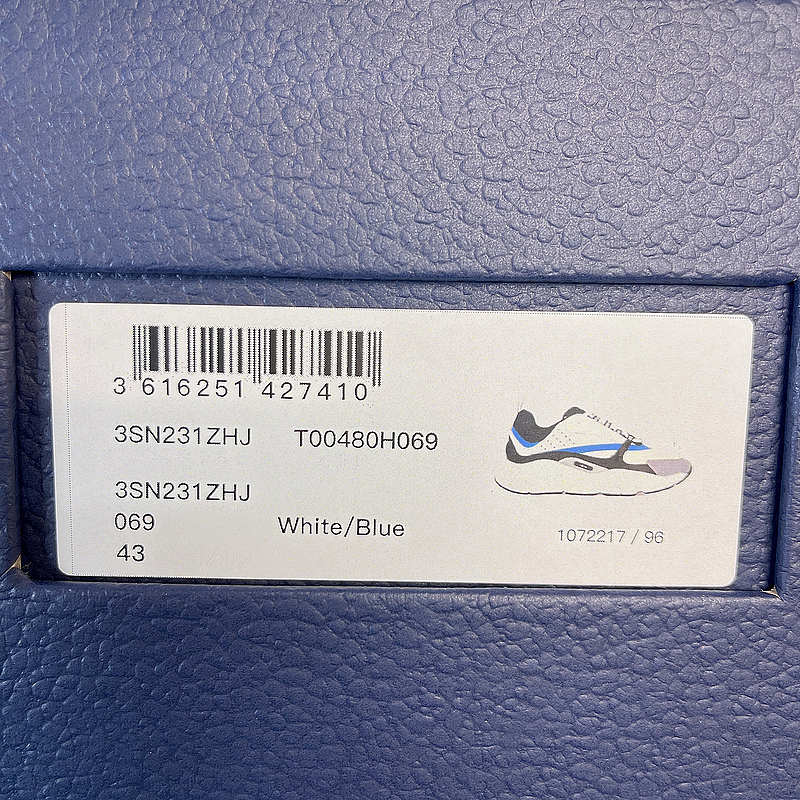 3 616251 427410
3SN231ZHJ T00480H069
3SN231ZHJ
069 White/Blue
43
1072217 / 96